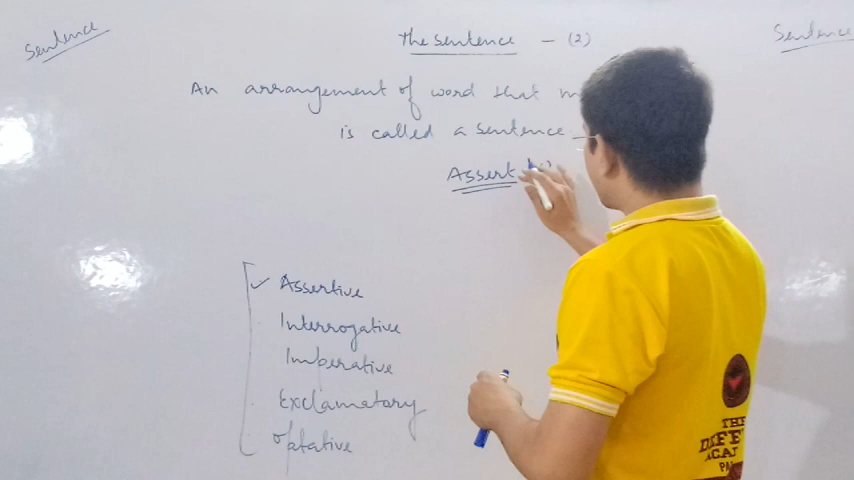 Sentence
The Sentence - (2)
Sentence
An arrangement of word that m
is called a sentence
Assert
✓ Assertive
Interrogative
Imperative
Exclamatory
Optative
THE